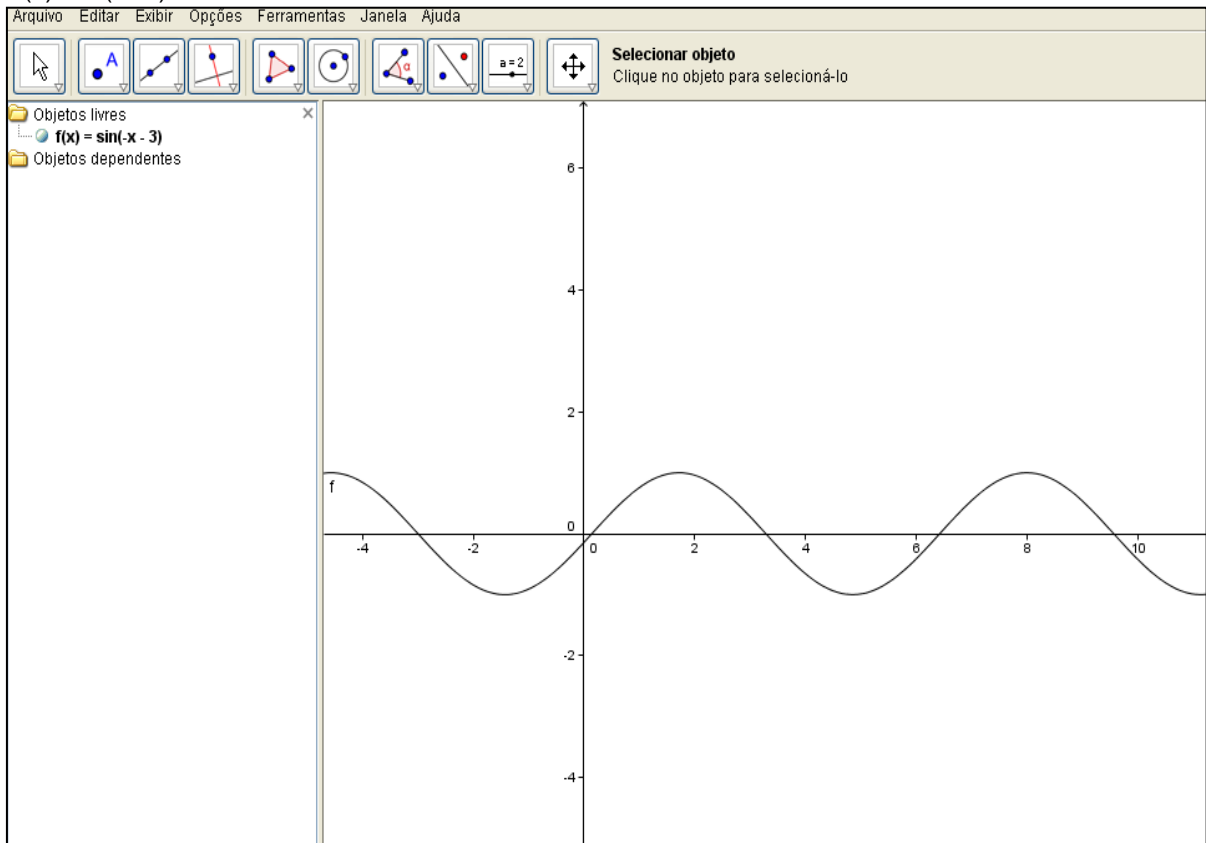 Arquivo Editar Exibir Opções Ferramentas Janela Ajuda
A
α
a = 2
Selecionar objeto
Clique no objeto para selecioná-lo
Objetos livres
f(x) = sin(-x - 3)
Objetos dependentes
6
4
2
0
-2
-4
f
-4 -2 0 2 4 6 8 10